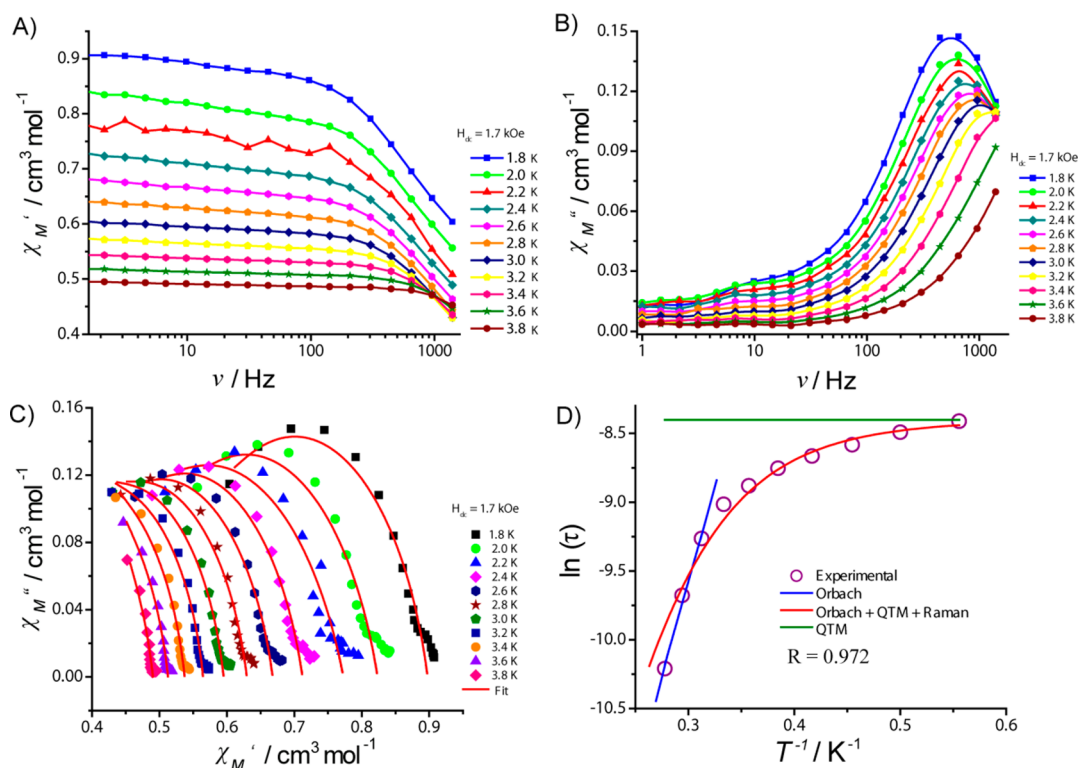 A)
χM′ / cm³ mol⁻¹
0.9
0.8
0.7
0.6
0.5
0.4
10
100
1000
ν / Hz
Hdc = 1.7 kOe
1.8 K
2.0 K
2.2 K
2.4 K
2.6 K
2.8 K
3.0 K
3.2 K
3.4 K
3.6 K
3.8 K
B)
χM″ / cm³ mol⁻¹
0.15
0.12
0.09
0.06
0.03
0.00
1
10
100
1000
ν / Hz
Hdc = 1.7 kOe
1.8 K
2.0 K
2.2 K
2.4 K
2.6 K
2.8 K
3.0 K
3.2 K
3.4 K
3.6 K
3.8 K
C)
χM″ / cm³ mol⁻¹
0.16
0.12
0.08
0.04
0.00
0.4
0.5
0.6
0.7
0.8
0.9
χM′ / cm³ mol⁻¹
Hdc = 1.7 kOe
1.8 K
2.0 K
2.2 K
2.4 K
2.6 K
2.8 K
3.0 K
3.2 K
3.4 K
3.6 K
3.8 K
Fit
D)
ln (τ)
-8.5
-9.0
-9.5
-10.0
-10.5
0.3
0.4
0.5
0.6
T⁻¹ / K⁻¹
Experimental
Orbach
Orbach + QTM + Raman
QTM
R = 0.972